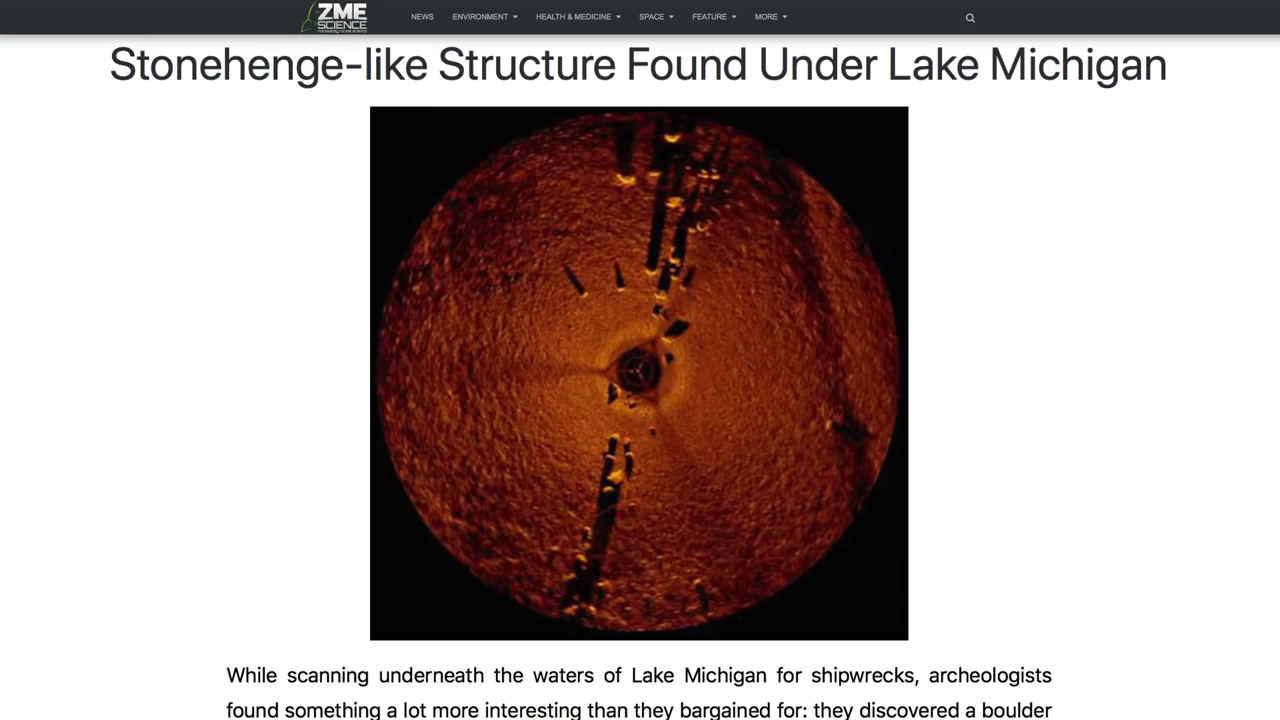 ZME
SCIENCE
NEWS ENVIRONMENT HEALTH & MEDICINE SPACE FEATURE MORE
Stonehenge-like Structure Found Under Lake Michigan
While scanning underneath the waters of Lake Michigan for shipwrecks, archeologists
found something a lot more interesting than they bargained for: they discovered a boulder